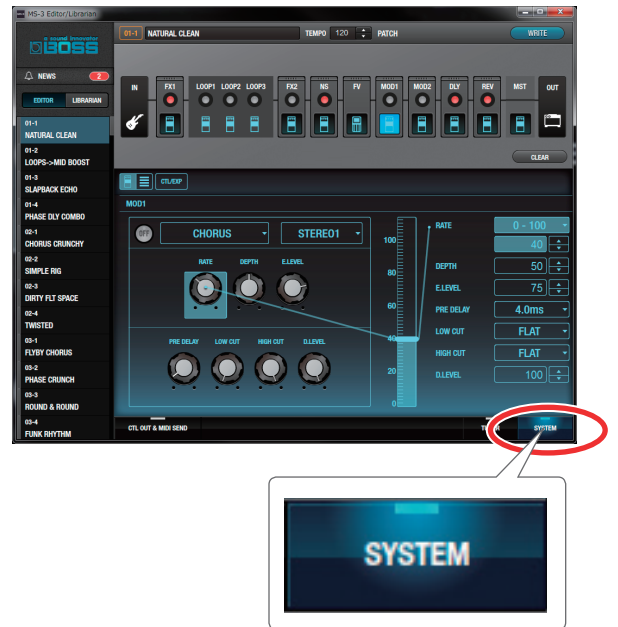 MS-3 Editor/Librarian
a sound innovator
BOSS
01-1 NATURAL CLEAN TEMPO 120 PATCH WRITE
NEWS 2
EDITOR LIBRARIAN
IN FX1 LOOP1 LOOP2 LOOP3 FX2 NS FV MOD1 MOD2 DLY REV MST OUT
CLEAR
01-1
NATURAL CLEAN
01-2
LOOPS->MID BOOST
01-3
SLAPBACK ECHO
01-4
PHASE DLY COMBO
02-1
CHORUS CRUNCHY
02-2
SIMPLE RIG
02-3
DIRTY FLT SPACE
02-4
TWISTED
03-1
FLYBY CHORUS
03-2
PHASE CRUNCH
03-3
ROUND & ROUND
03-4
FUNK RHYTHM
CTL/EXP
MOD1
OFF CHORUS STEREO1
RATE DEPTH E.LEVEL
PRE DELAY LOW CUT HIGH CUT D.LEVEL
100
80
60
40
20
0
RATE 0 - 100
40
DEPTH 50
E.LEVEL 75
PRE DELAY 4.0ms
LOW CUT FLAT
HIGH CUT FLAT
D.LEVEL 100
CTL OUT & MIDI SEND SYSTEM
SYSTEM